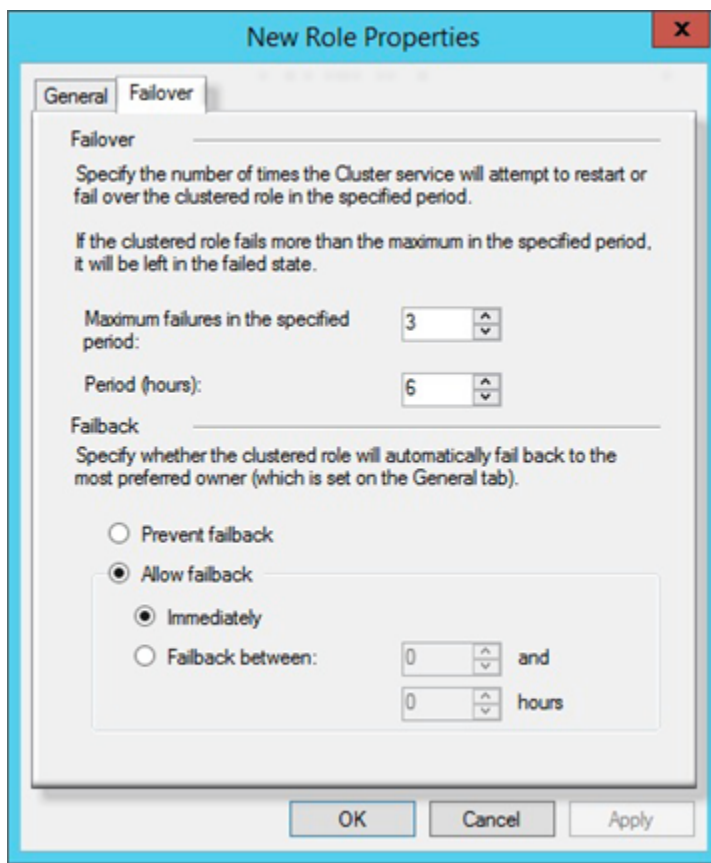 New Role Properties
x
General
Failover
Failover
Specify the number of times the Cluster service will attempt to restart or
fail over the clustered role in the specified period.
If the clustered role fails more than the maximum in the specified period,
it will be left in the failed state.
Maximum failures in the specified
period:
3
Period (hours):
6
Failback
Specify whether the clustered role will automatically fail back to the
most preferred owner (which is set on the General tab).
Prevent failback
Allow failback
Immediately
Failback between:
0
and
0
hours
OK
Cancel
Apply